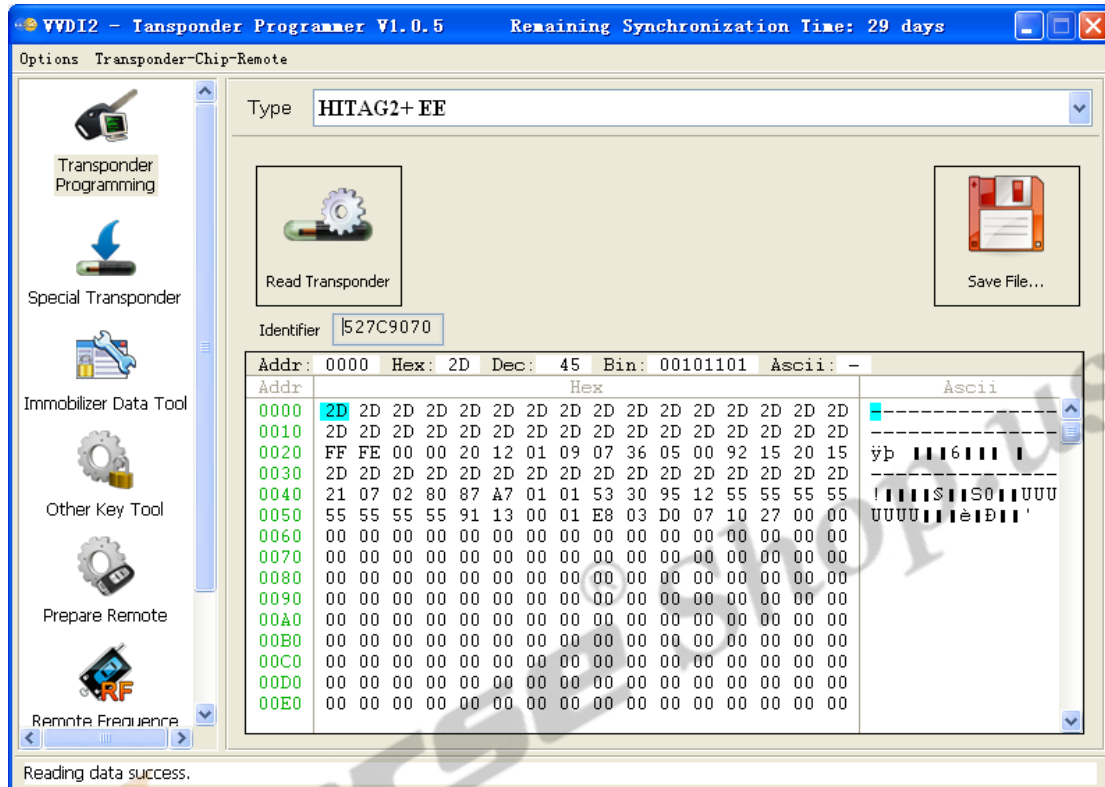 VVDI2 - Tansponder Programmer V1.0.5 Remaining Synchronization Time: 29 days
Options Transponder-Chip-Remote
Transponder
Programming
Special Transponder
Immobilizer Data Tool
Other Key Tool
Prepare Remote
RF
Remote Frequence
Type HITAG2+ EE
Read Transponder
Save File...
Identifier 527C9070
Addr: 0000 Hex: 2D Dec: 45 Bin: 00101101 Ascii: -
Addr Hex Ascii
0000 2D 2D 2D 2D 2D 2D 2D 2D 2D 2D 2D 2D 2D 2D 2D 2D ----------------
0010 2D 2D 2D 2D 2D 2D 2D 2D 2D 2D 2D 2D 2D 2D 2D 2D ----------------
0020 FF FE 00 00 20 12 01 09 07 36 05 00 92 15 20 15 ÿþ 6
0030 2D 2D 2D 2D 2D 2D 2D 2D 2D 2D 2D 2D 2D 2D 2D 2D ----------------
0040 21 07 02 80 87 A7 01 01 53 30 95 12 55 55 55 55 !▮▮▮▮§▮▮S0▮▮UUU
0050 55 55 55 55 91 13 00 01 E8 03 D0 07 10 27 00 00 UUUU▮▮▮è▮Ð▮▮'
0060 00 00 00 00 00 00 00 00 00 00 00 00 00 00 00 00
0070 00 00 00 00 00 00 00 00 00 00 00 00 00 00 00 00
0080 00 00 00 00 00 00 00 00 00 00 00 00 00 00 00 00
0090 00 00 00 00 00 00 00 00 00 00 00 00 00 00 00 00
00A0 00 00 00 00 00 00 00 00 00 00 00 00 00 00 00 00
00B0 00 00 00 00 00 00 00 00 00 00 00 00 00 00 00 00
00C0 00 00 00 00 00 00 00 00 00 00 00 00 00 00 00 00
00D0 00 00 00 00 00 00 00 00 00 00 00 00 00 00 00 00
00E0 00 00 00 00 00 00 00 00 00 00 00 00 00 00 00 00
Reading data success.
® Shop.us